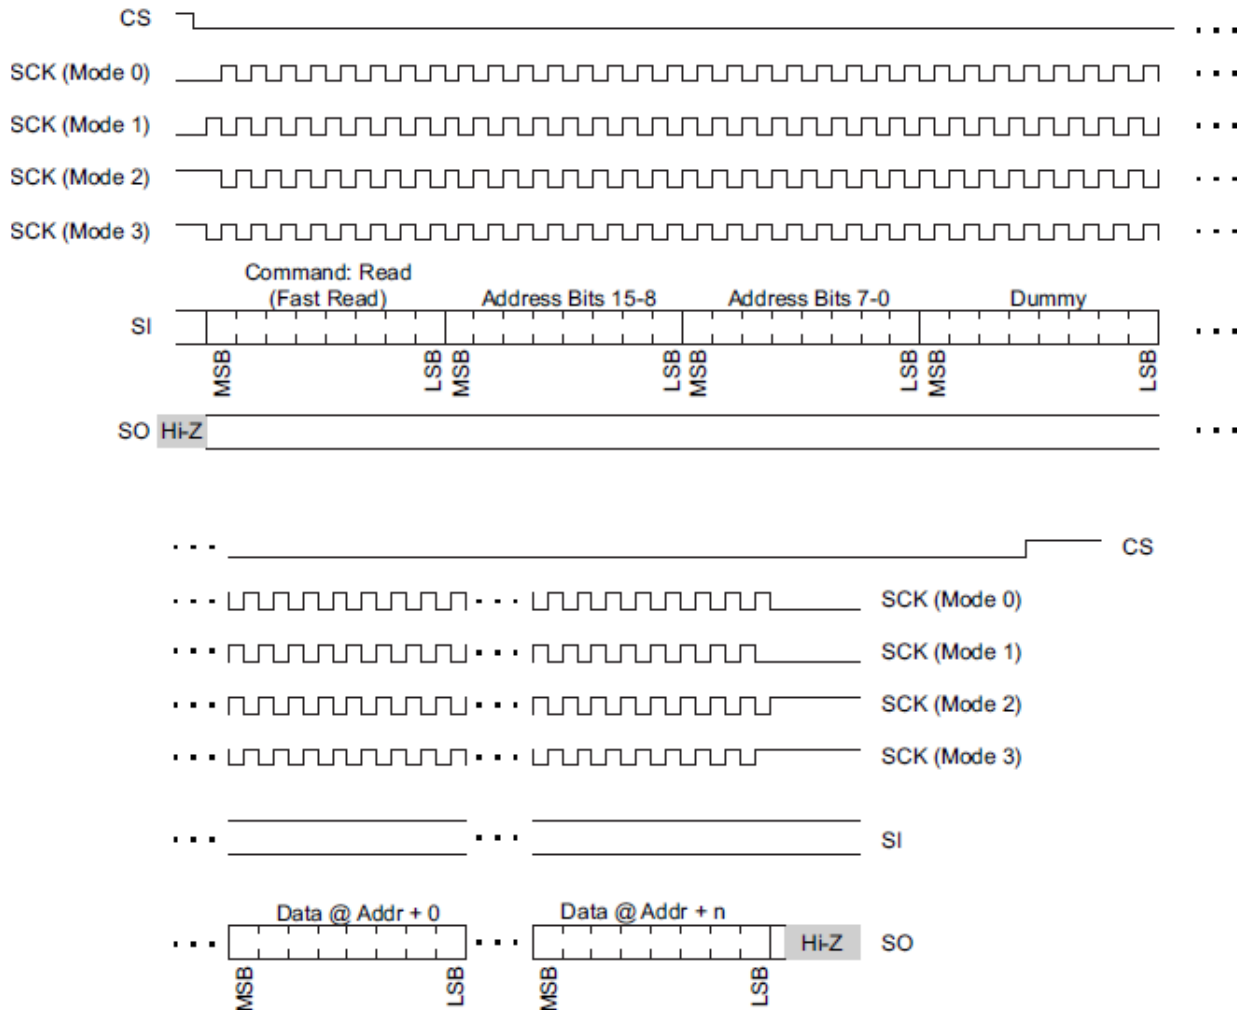 CS
SCK (Mode 0)
SCK (Mode 1)
SCK (Mode 2)
SCK (Mode 3)
Command: Read
(Fast Read) Address Bits 15-8 Address Bits 7-0 Dummy
SI
MSB LSB MSB LSB MSB LSB MSB LSB
SO Hi-Z
CS
SCK (Mode 0)
SCK (Mode 1)
SCK (Mode 2)
SCK (Mode 3)
SI
Data @ Addr + 0 Data @ Addr + n
Hi-Z SO
MSB LSB MSB LSB